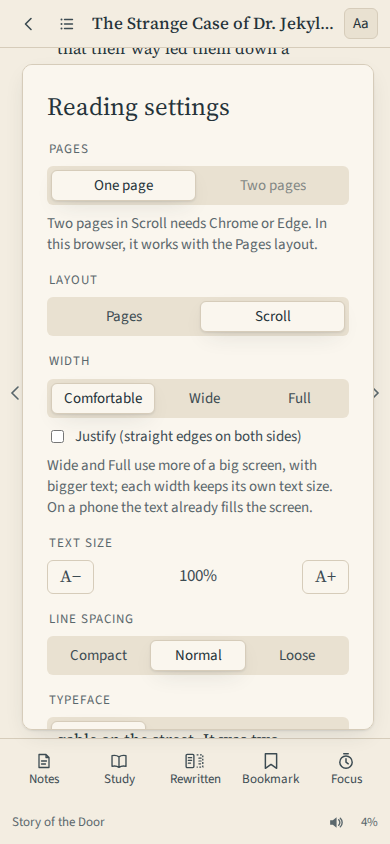 The Strange Case of Dr. Jekyl...
Aa
that their way led them down a
Reading settings
PAGES
One page
Two pages
Two pages in Scroll needs Chrome or Edge. In
this browser, it works with the Pages layout.
LAYOUT
Pages
Scroll
WIDTH
Comfortable
Wide
Full
Justify (straight edges on both sides)
Wide and Full use more of a big screen, with
bigger text; each width keeps its own text size.
On a phone the text already fills the screen.
TEXT SIZE
A−
100%
A+
LINE SPACING
Compact
Normal
Loose
TYPEFACE
gable on the street. It was two
Notes
Study
Rewritten
Bookmark
Focus
Story of the Door
4%